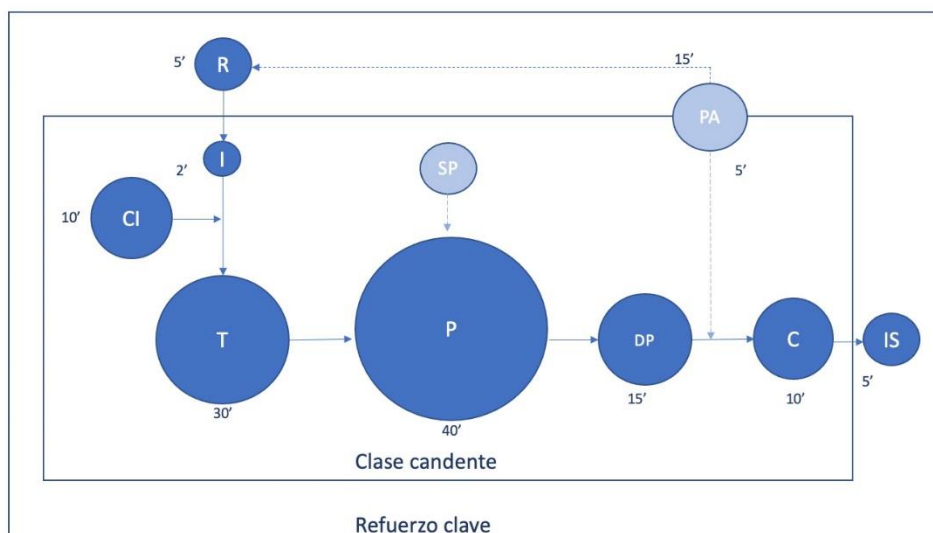 5’
R
15’
PA
I
2’
SP
5’
10’
CI
T
P
DP
C
IS
30’
40’
15’
10’
5’
Clase candente
Refuerzo clave